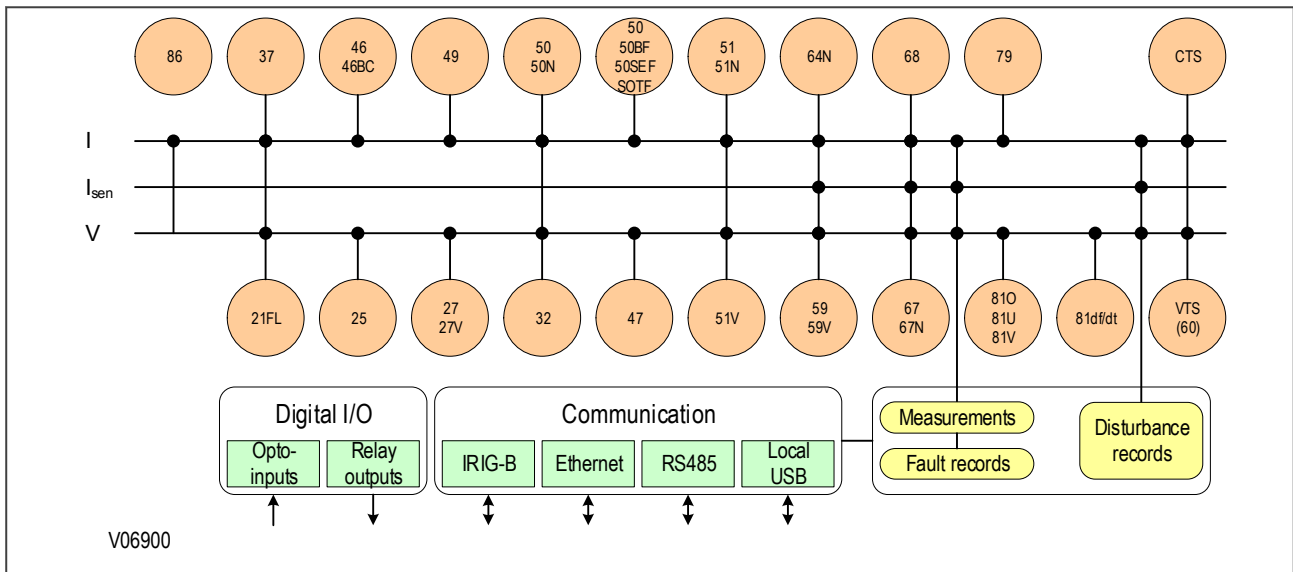 86
37
46
46BC
49
50
50N
50
50BF
50SEF
SOTF
51
51N
64N
68
79
CTS
I
Isen
V
21FL
25
27
27V
32
47
51V
59
59V
67
67N
81O
81U
81V
81df/dt
VTS
(60)
Digital I/O
Opto-
inputs
Relay
outputs
Communication
IRIG-B
Ethernet
RS485
Local
USB
Measurements
Fault records
Disturbance
records
V06900